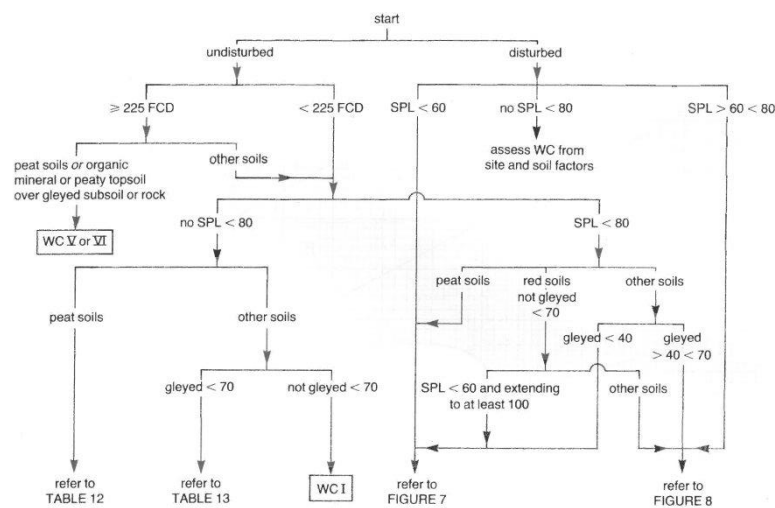 start
undisturbed
disturbed
≥ 225 FCD
< 225 FCD
SPL < 60
no SPL < 80
SPL > 60 < 80
assess WC from
site and soil factors
peat soils or organic
mineral or peaty topsoil
over gleyed subsoil or rock
other soils
WC V or VI
no SPL < 80
SPL < 80
peat soils
other soils
peat soils
red soils
not gleyed
< 70
other soils
gleyed < 40
gleyed
> 40 < 70
gleyed < 70
not gleyed < 70
SPL < 60 and extending
to at least 100
other soils
refer to
TABLE 12
refer to
TABLE 13
WC I
refer to
FIGURE 7
refer to
FIGURE 8